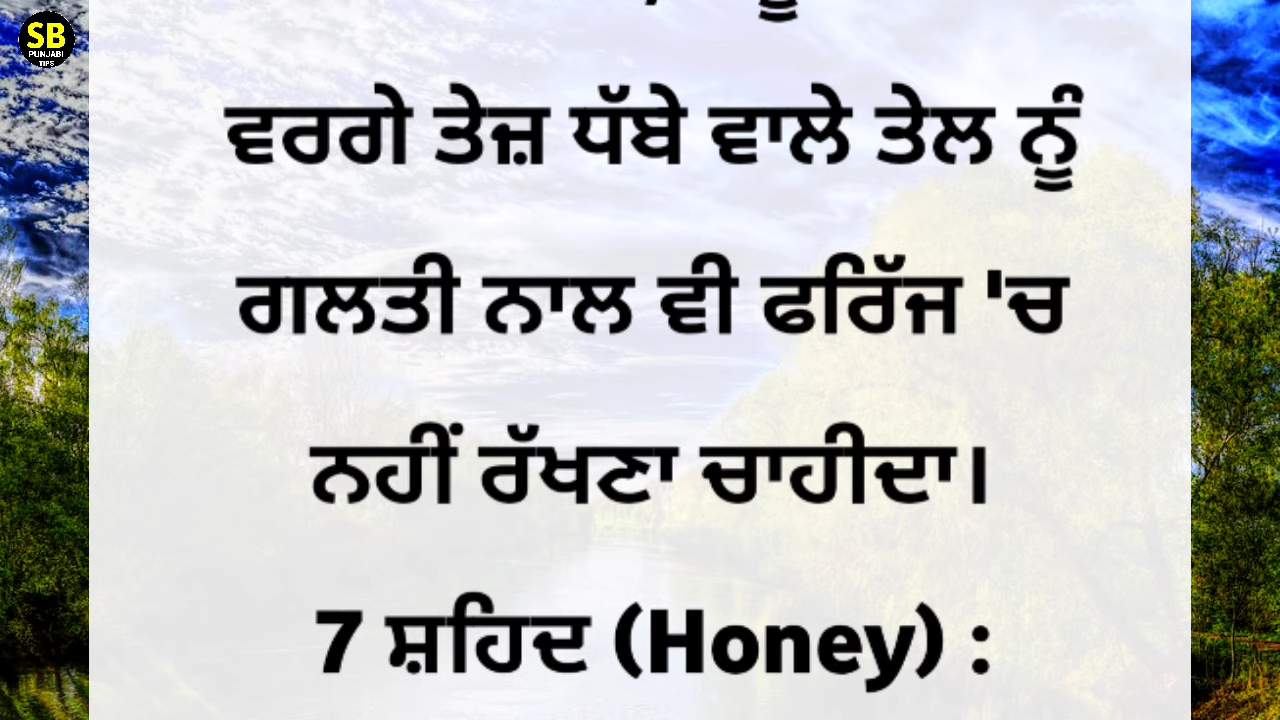 SB
PUNJABI
TIPS
ਵਰਗੇ ਤੇਜ਼ ਧੱਬੇ ਵਾਲੇ ਤੇਲ ਨੂੰ
ਗਲਤੀ ਨਾਲ ਵੀ ਫਰਿੱਜ 'ਚ
ਨਹੀਂ ਰੱਖਣਾ ਚਾਹੀਦਾ।
7 ਸ਼ਹਿਦ (Honey) :